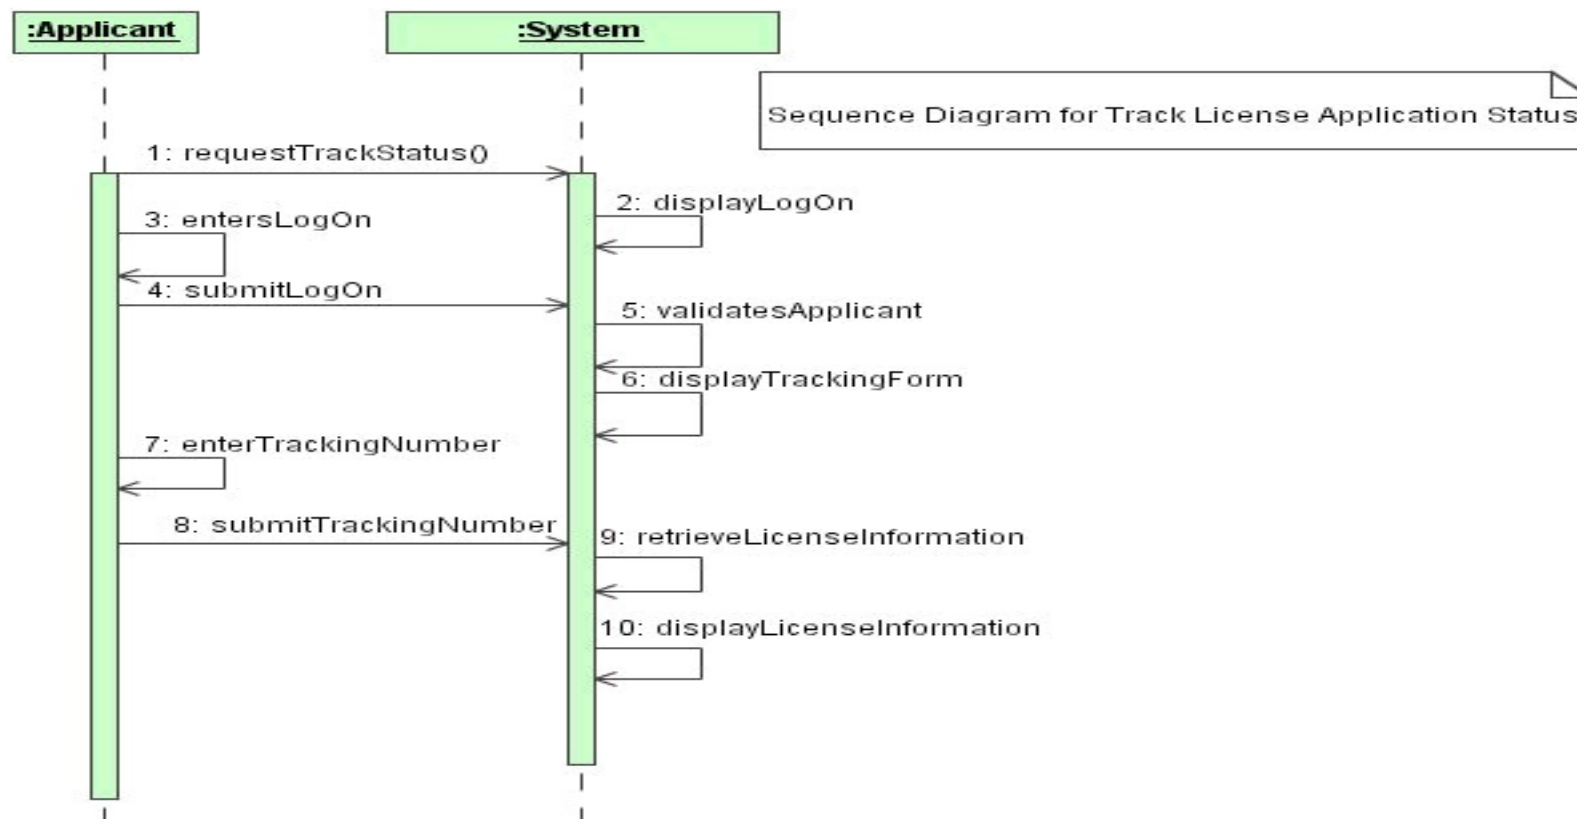 :Applicant
:System
Sequence Diagram for Track License Application Status
1: requestTrackStatus()
2: displayLogOn
3: entersLogOn
4: submitLogOn
5: validatesApplicant
6: displayTrackingForm
7: enterTrackingNumber
8: submitTrackingNumber
9: retrieveLicenseInformation
10: displayLicenseInformation